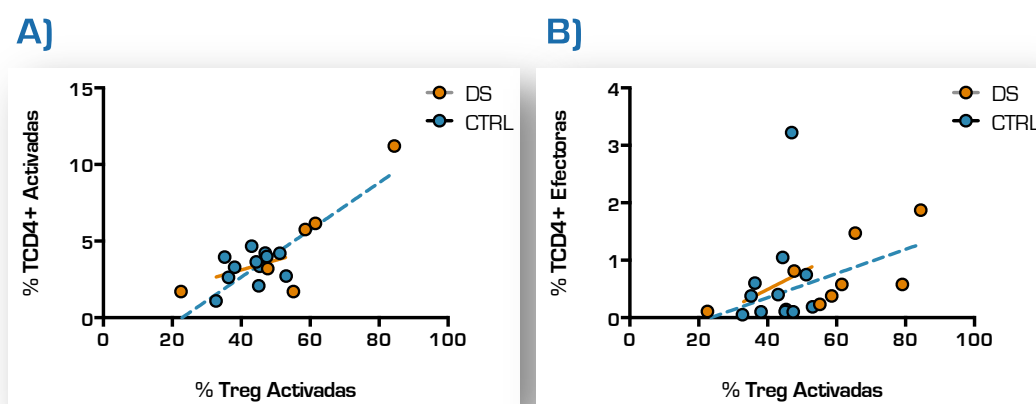 A)
B)
15
10
5
0
0 20 40 60 80 100
% TCD4+ Activadas
% Treg Activadas
DS
CTRL
4
3
2
1
0
0 20 40 60 80 100
% TCD4+ Efectoras
% Treg Activadas
DS
CTRL